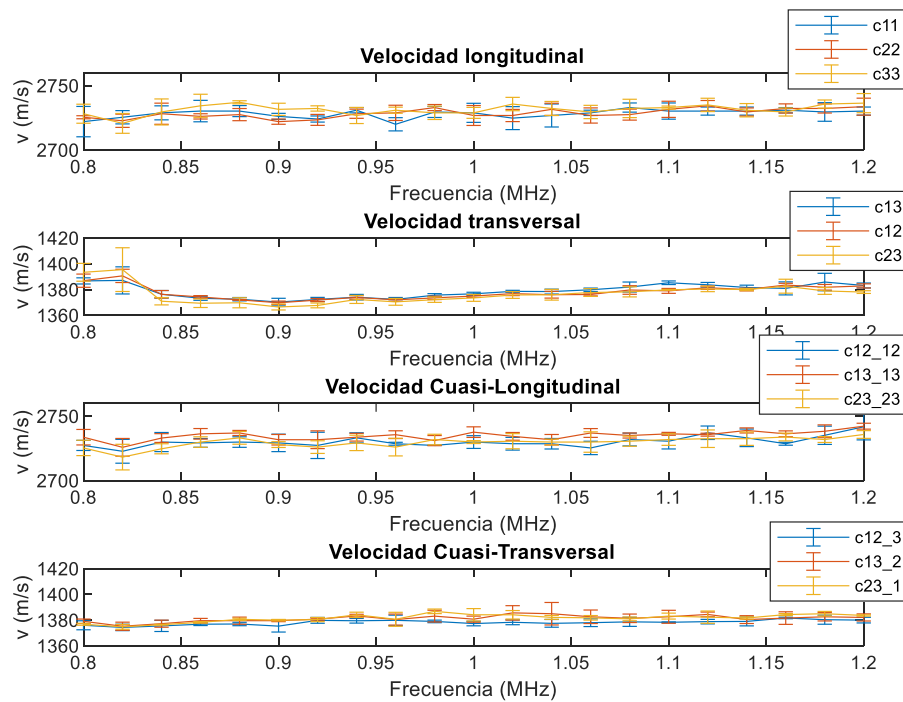 Velocidad longitudinal
c11
c22
c33
v (m/s)
2750
2700
0.8
0.85
0.9
0.95
1
1.05
1.1
1.15
1.2
Frecuencia (MHz)
Velocidad transversal
c13
c12
c23
v (m/s)
1420
1400
1380
1360
0.8
0.85
0.9
0.95
1
1.05
1.1
1.15
1.2
Frecuencia (MHz)
Velocidad Cuasi-Longitudinal
c12_12
c13_13
c23_23
v (m/s)
2750
2700
0.8
0.85
0.9
0.95
1
1.05
1.1
1.15
1.2
Frecuencia (MHz)
Velocidad Cuasi-Transversal
c12_3
c13_2
c23_1
v (m/s)
1420
1400
1380
1360
0.8
0.85
0.9
0.95
1
1.05
1.1
1.15
1.2
Frecuencia (MHz)